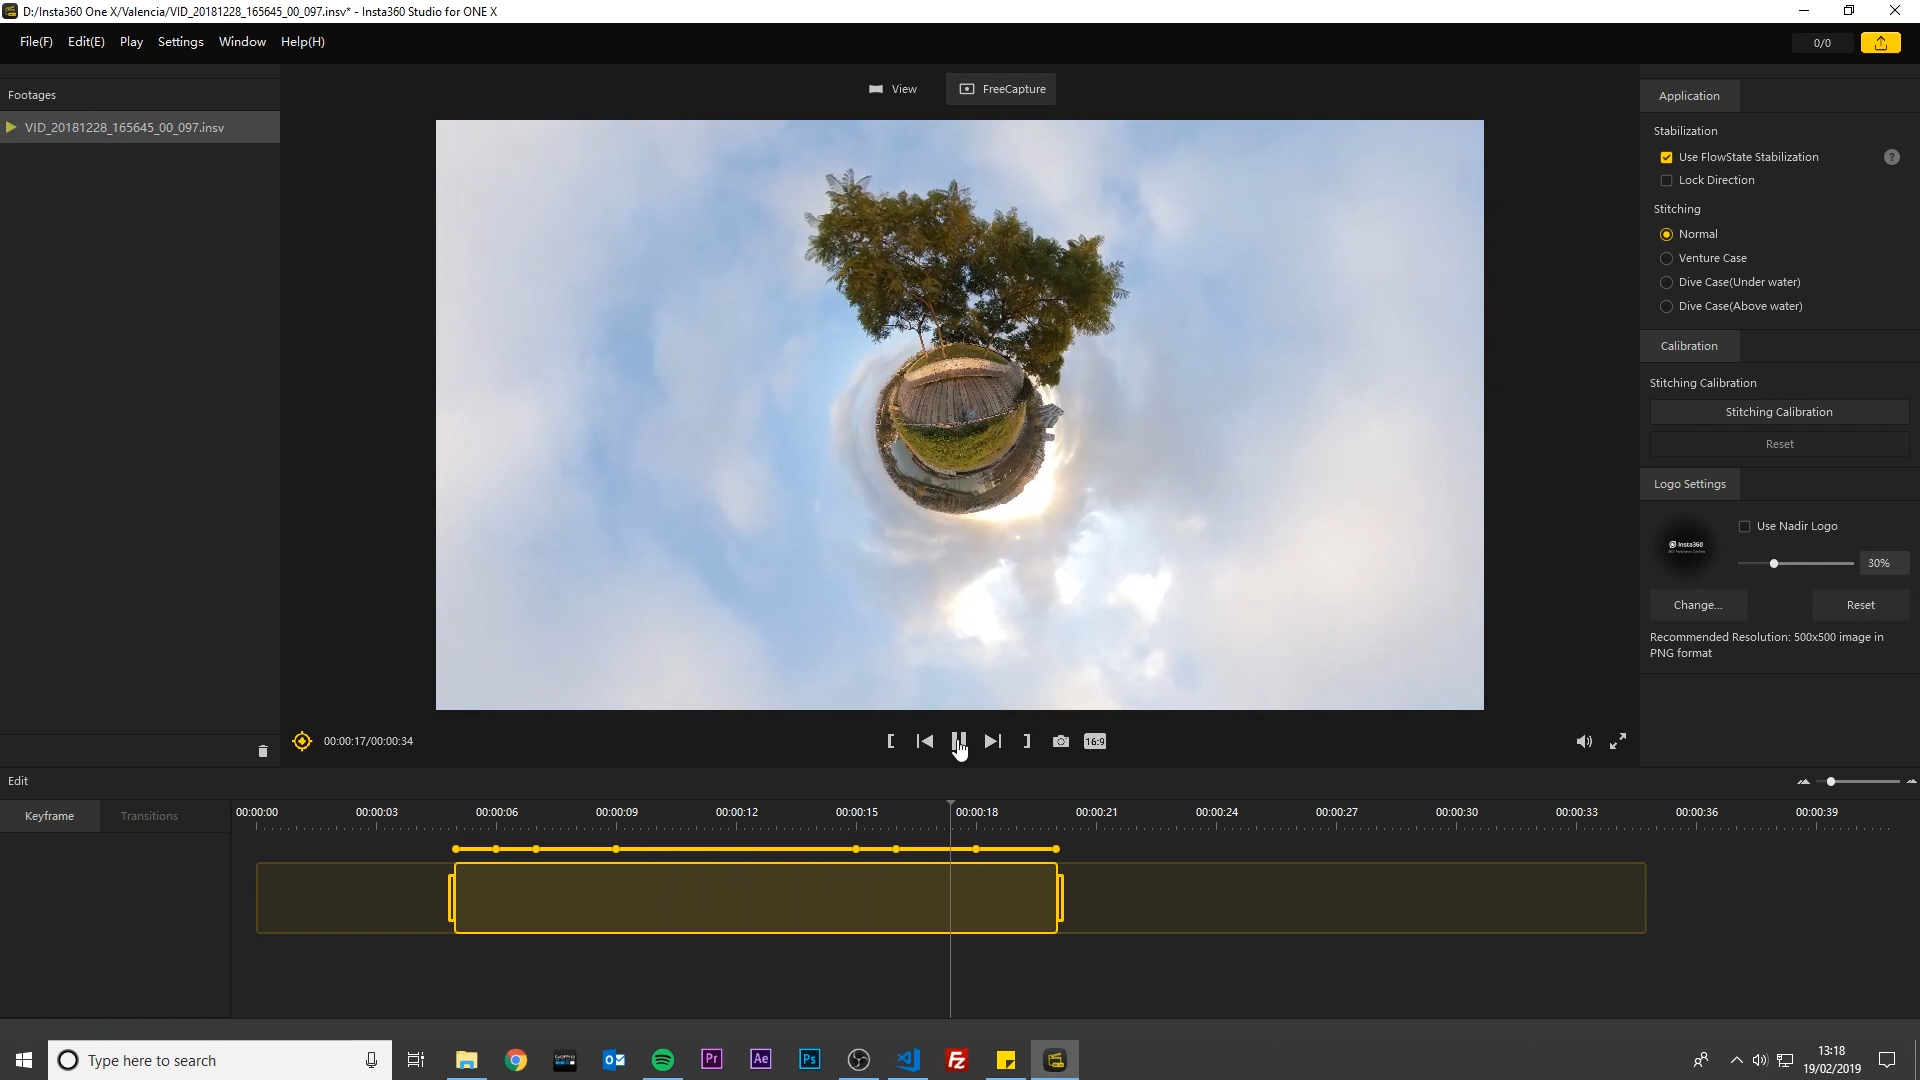 D:/Insta360 One X/Valencia/VID_20181228_165645_00_097.insv* - Insta360 Studio for ONE X
File(F) Edit(E) Play Settings Window Help(H)
0/0
Footages
VID_20181228_165645_00_097.insv
View FreeCapture
Application
Stabilization
Use FlowState Stabilization ?
Lock Direction
Stitching
Normal
Venture Case
Dive Case(Under water)
Dive Case(Above water)
Calibration
Stitching Calibration
Stitching Calibration
Reset
Logo Settings
Use Nadir Logo
Insta360
30%
Change... Reset
Recommended Resolution: 500x500 image in
PNG format
00:00:17/00:00:34
16:9
Edit
Keyframe Transitions
00:00:00 00:00:03 00:00:06 00:00:09 00:00:12 00:00:15 00:00:18 00:00:21 00:00:24 00:00:27 00:00:30 00:00:33 00:00:36 00:00:39
Type here to search
GoPro
Pr Ae Ps Fz
13:18
19/02/2019